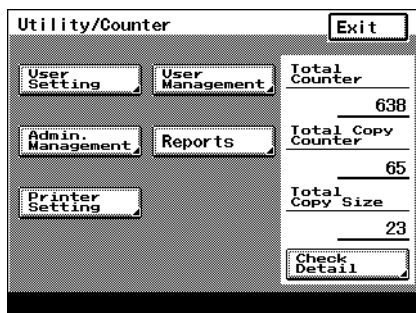 Utility/Counter
Exit
User
Setting
User
Management
Admin.
Management
Reports
Printer
Setting
Total
Counter
638
Total Copy
Counter
65
Total
Copy Size
23
Check
Detail